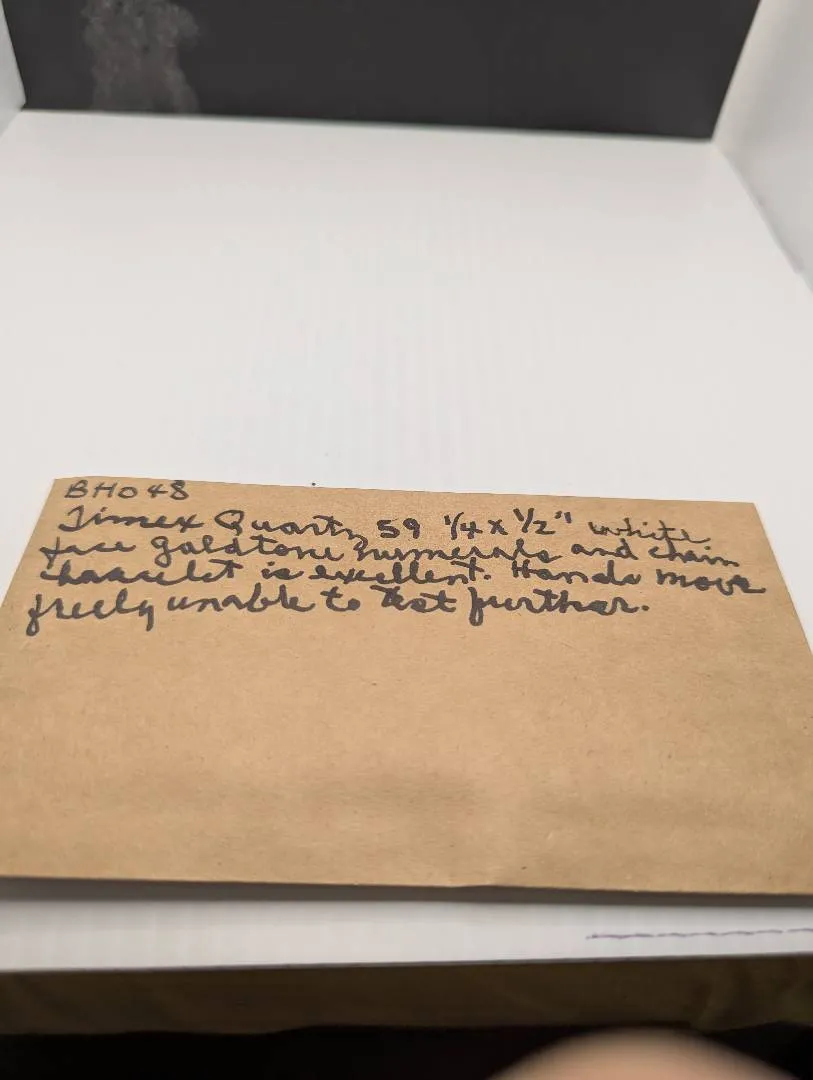 BHO48
Timex Quartz 59 1/4 x 1/2" white
face goldtone numerals and chain
bracelet is excellent. Hands move
freely unable to test further.